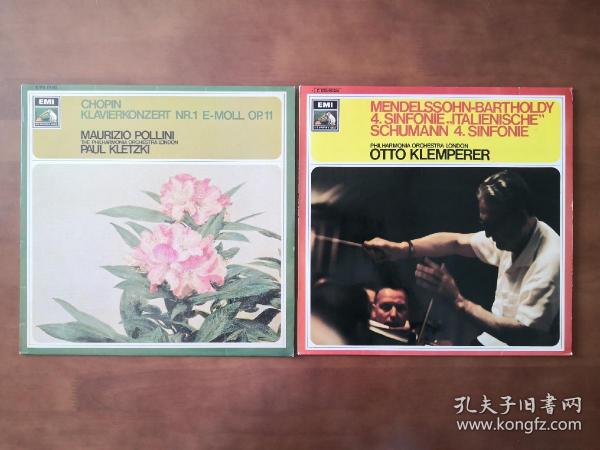 EMI
CHOPIN
KLAVIERKONZERT NR.1 E-MOLL OP.11
MAURIZIO POLLINI
THE PHILHARMONIA ORCHESTRA LONDON
PAUL KLETZKI
EMI
MENDELSSOHN-BARTHOLDY
4. SINFONIE „ITALIENISCHE"
SCHUMANN 4. SINFONIE
PHILHARMONIA ORCHESTRA LONDON
OTTO KLEMPERER
孔夫子旧书网
www.kongfz.com